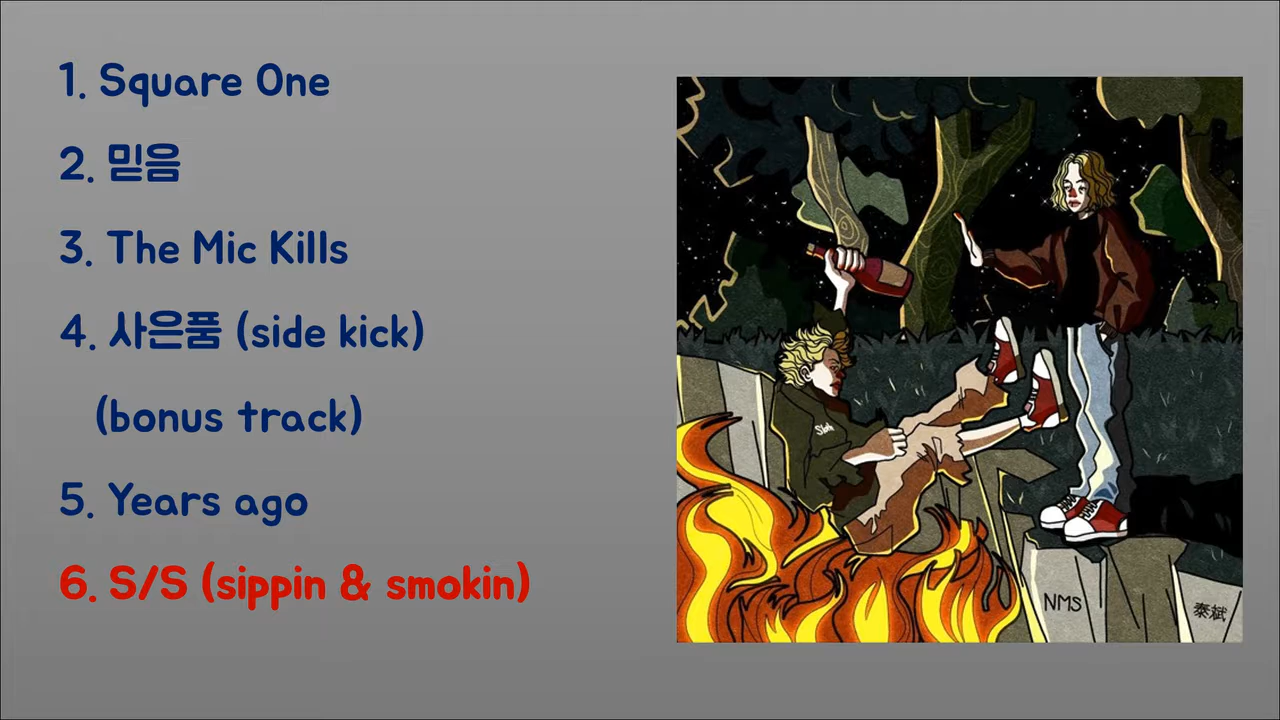 1. Square One
2. 믿음
3. The Mic Kills
4. 사은품 (side kick)
(bonus track)
5. Years ago
6. S/S (sippin & smokin)
Sloh
NMS
泰斌